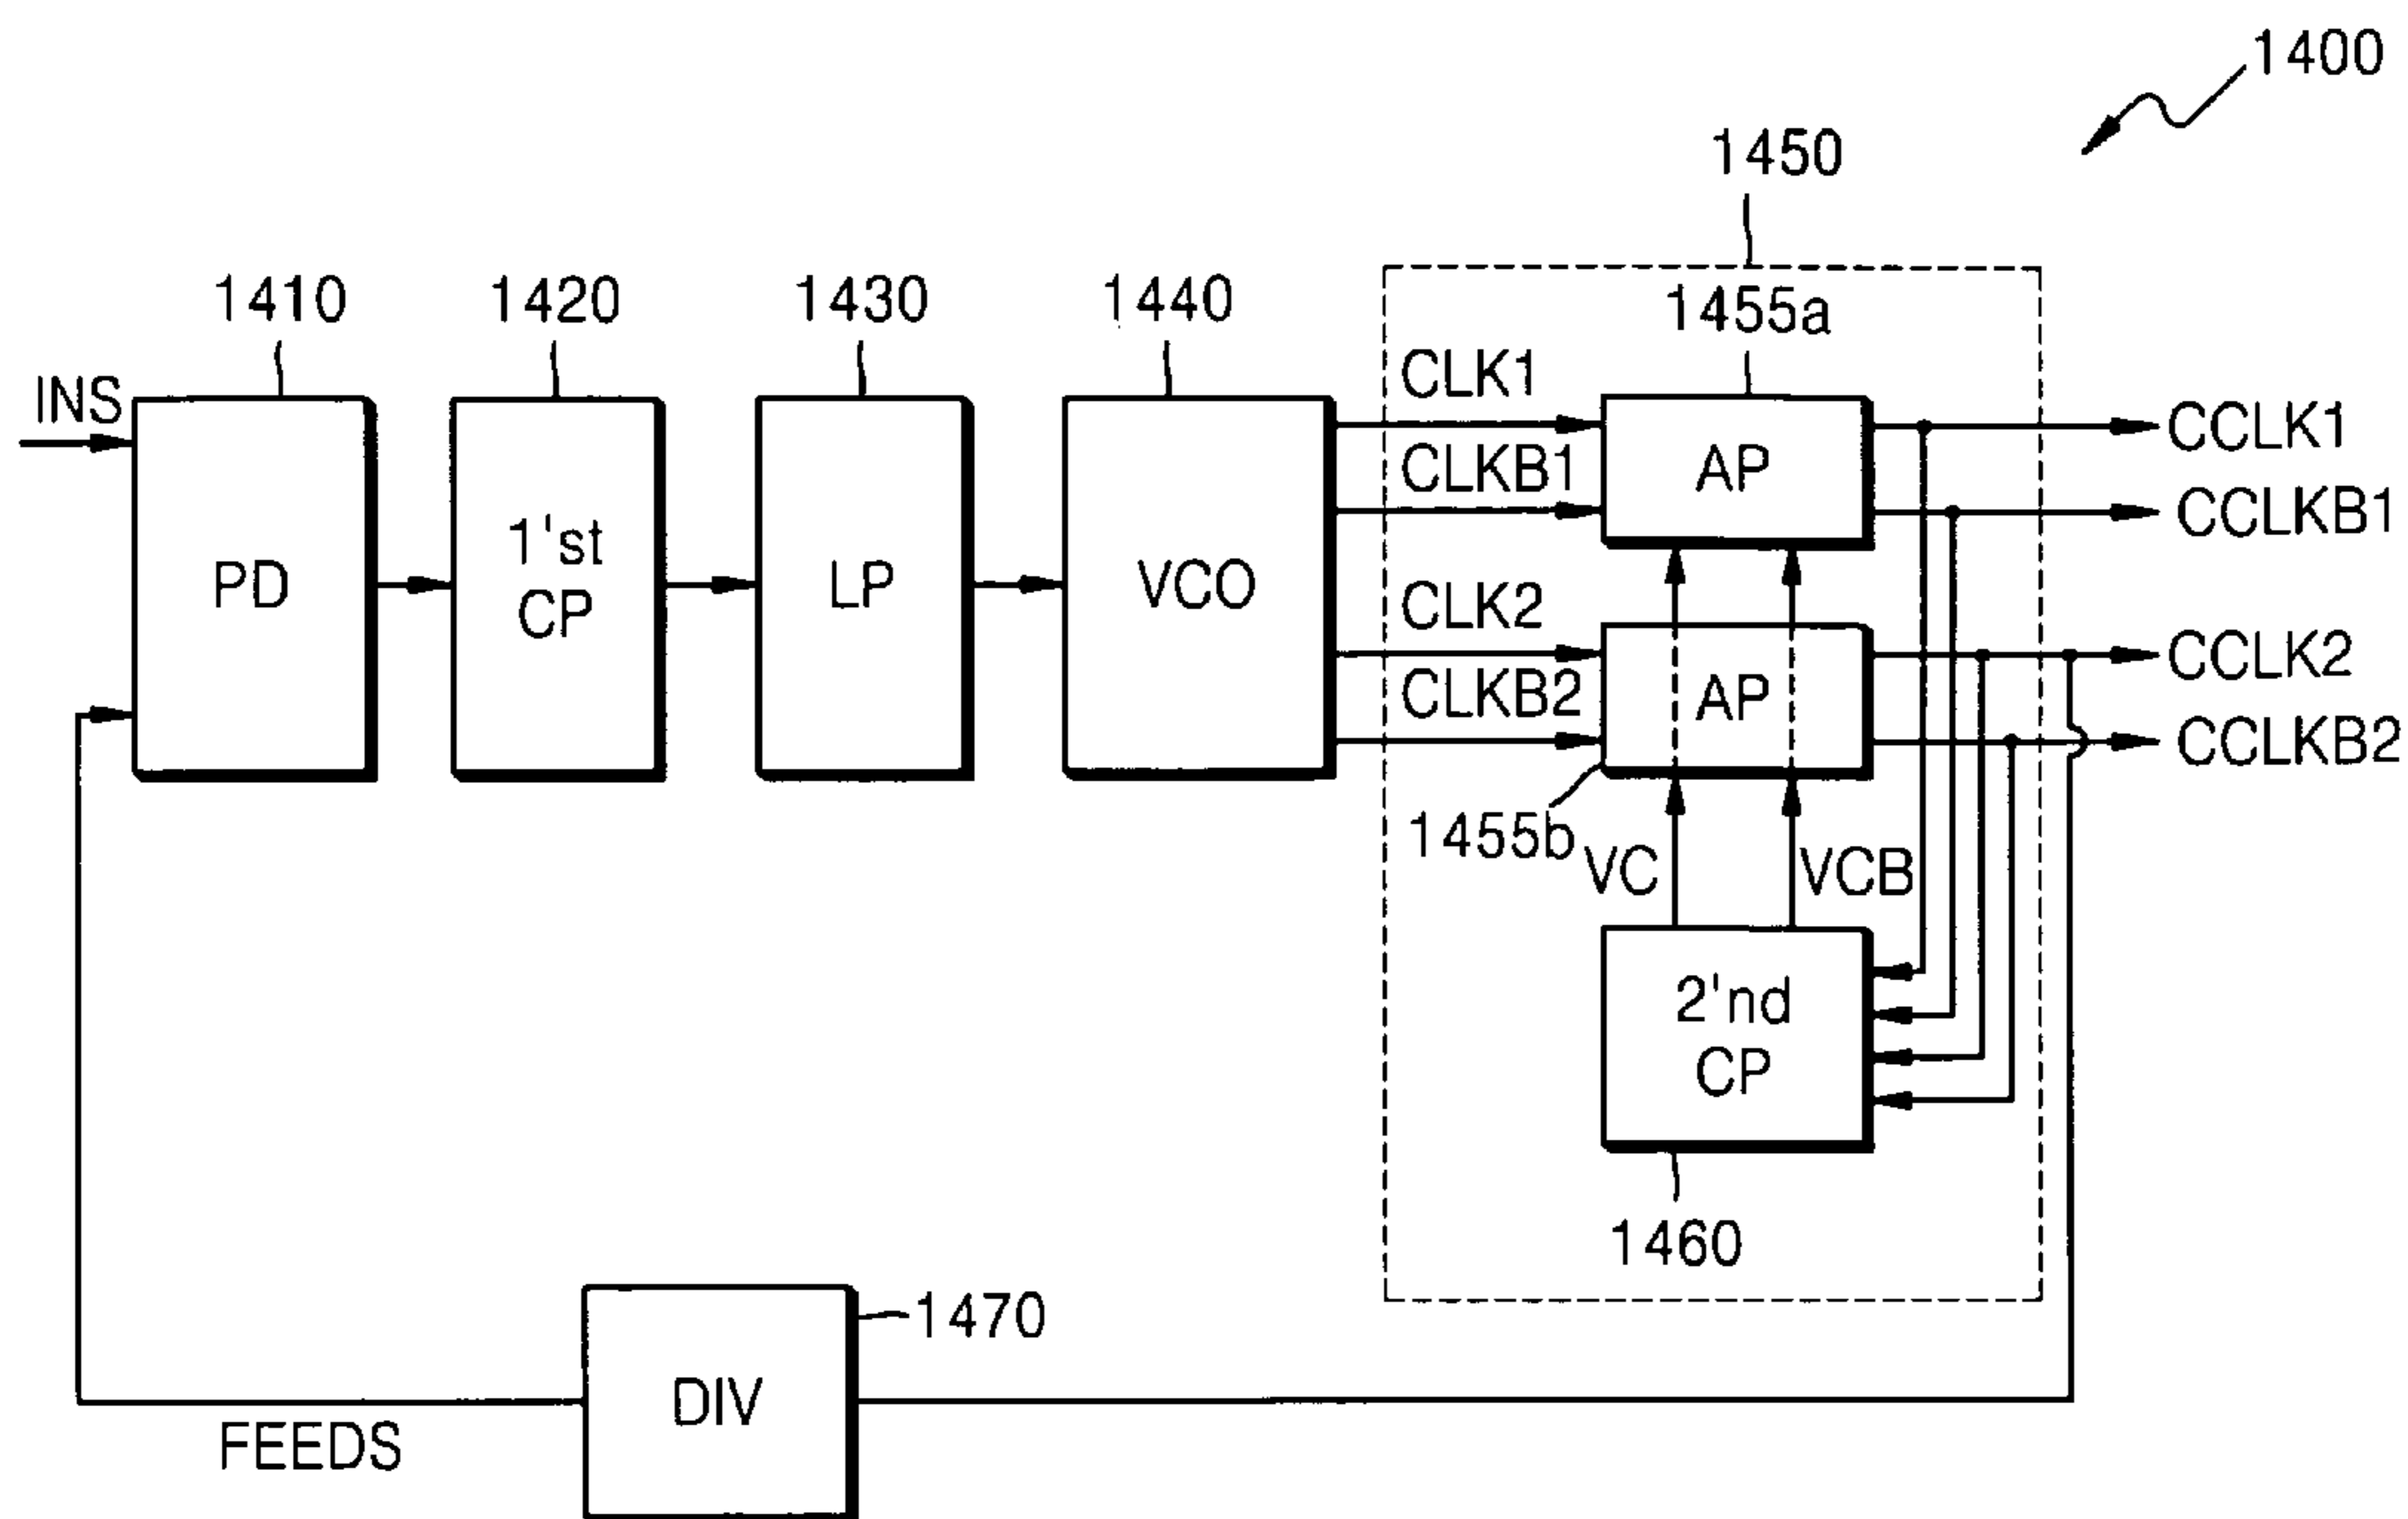 1400
1450
1410
1420
1430
1440
1455a
INS
CLK1
CLKB1
CLK2
CLKB2
PD
1'st
CP
LP
VCO
AP
AP
CCLK1
CCLKB1
CCLK2
CCLKB2
1455b
VC
VCB
2'nd
CP
1460
1470
DIV
FEEDS